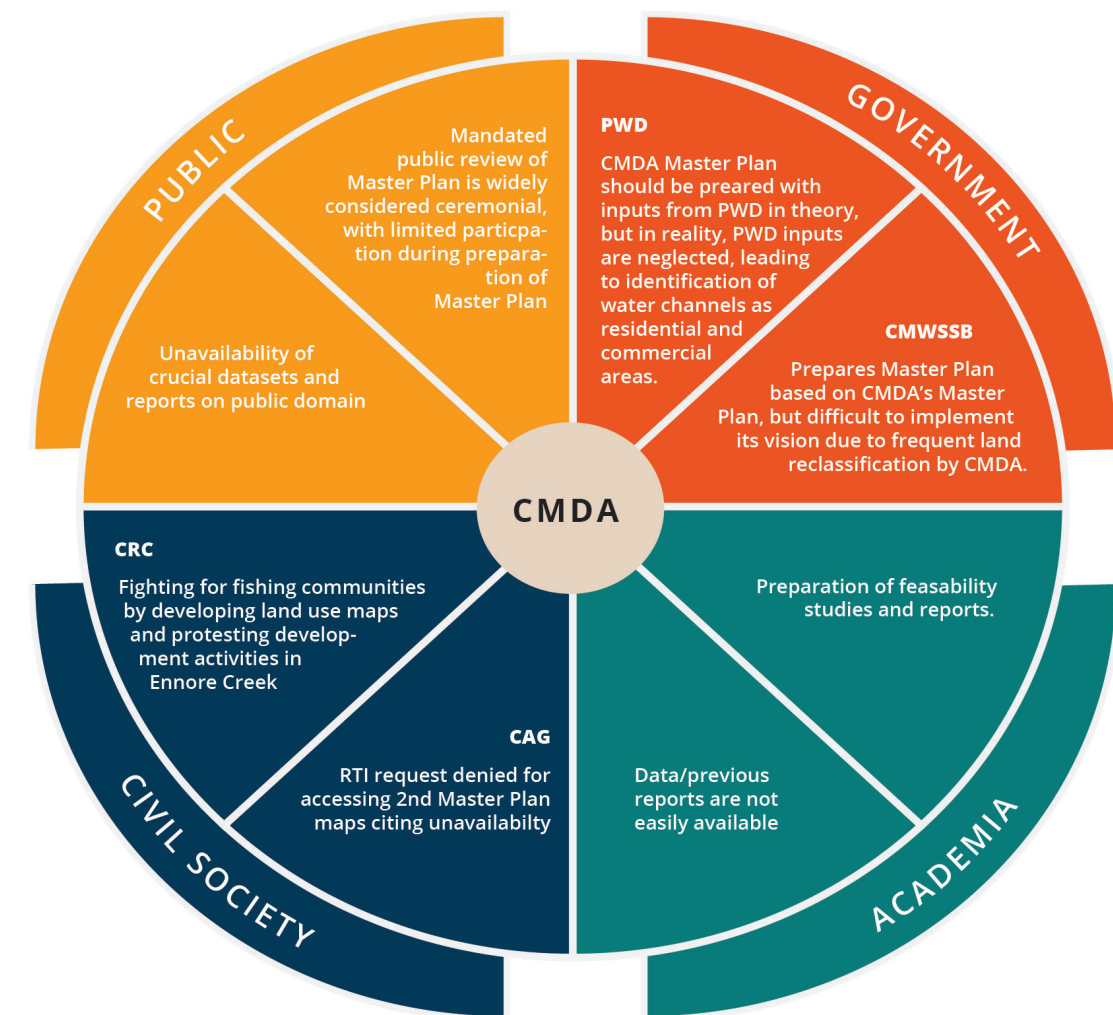 PUBLIC
Mandated
public review of
Master Plan is widely
considered ceremonial,
with limited particpa-
tion during prepara-
tion of
Master Plan
Unavailability of
crucial datasets and
reports on public domain
GOVERNMENT
PWD
CMDA Master Plan
should be preared with
inputs from PWD in theory,
but in reality, PWD inputs
are neglected, leading
to identification of
water channels as
residential and
commercial
areas.
CMWSSB
Prepares Master Plan
based on CMDA’s Master
Plan, but difficult to implement
its vision due to frequent land
reclassification by CMDA.
CMDA
CRC
Fighting for fishing communities
by developing land use maps
and protesting develop-
ment activities in
Ennore Creek
CAG
RTI request denied for
accessing 2nd Master Plan
maps citing unavailabilty
CIVIL SOCIETY
Preparation of feasability
studies and reports.
Data/previous
reports are not
easily available
ACADEMIA